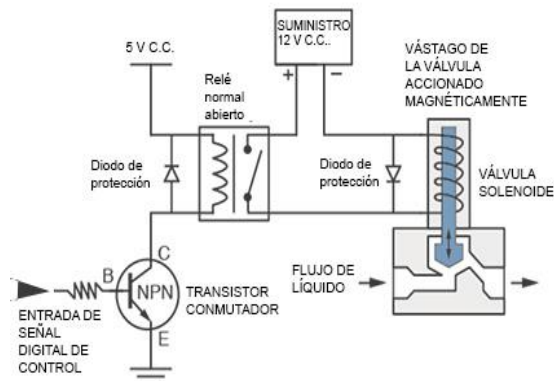 5 V C.C.
SUMINISTRO
12 V C.C..
+ –
Relé
normal
abierto
VÁSTAGO DE
LA VÁLVULA
ACCIONADO
MAGNÉTICAMENTE
Diodo de
protección
Diodo de
protección
VÁLVULA
SOLENOIDE
C
B
NPN
E
TRANSISTOR
CONMUTADOR
FLUJO DE
LÍQUIDO
ENTRADA DE
SEÑAL
DIGITAL DE
CONTROL